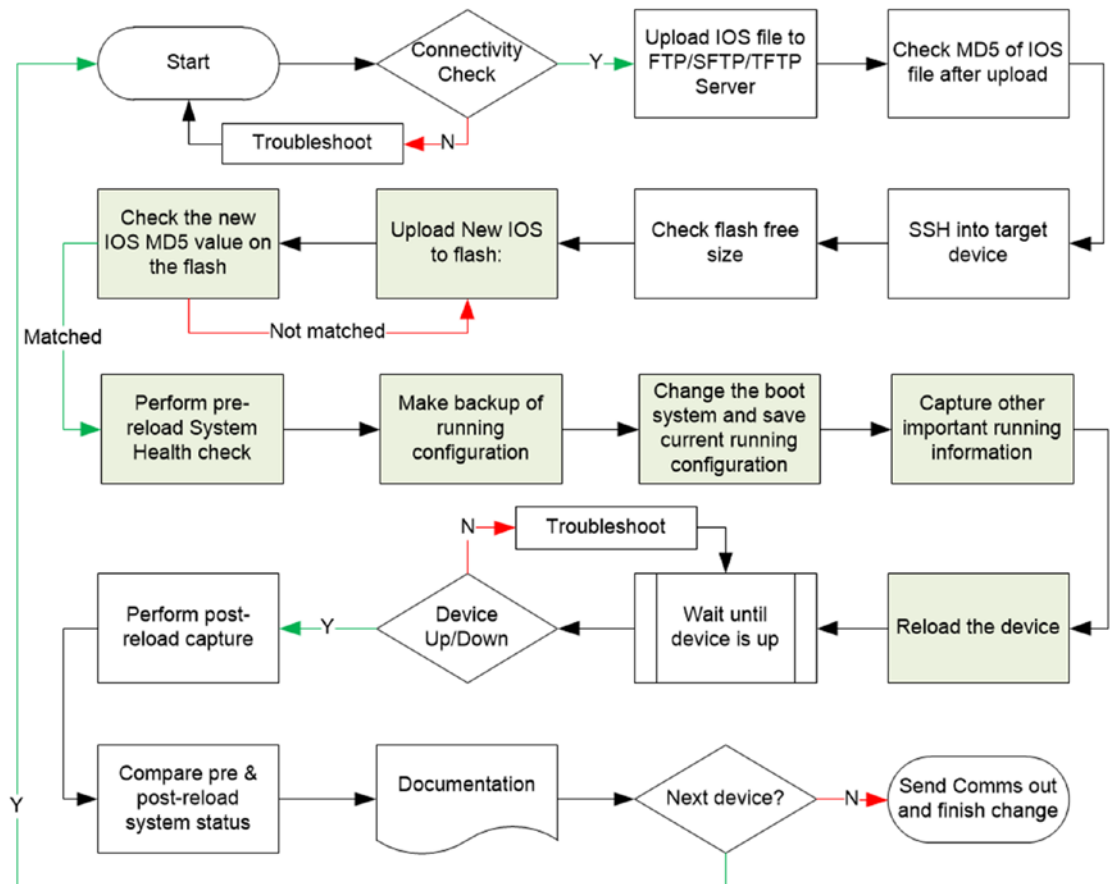 Start
Connectivity
Check
Y
Upload IOS file to
FTP/SFTP/TFTP
Server
Check MD5 of IOS
file after upload
Troubleshoot
N
Check the new
IOS MD5 value on
the flash
Upload New IOS
to flash:
Check flash free
size
SSH into target
device
Not matched
Matched
Perform pre-
reload System
Health check
Make backup of
running
configuration
Change the boot
system and save
current running
configuration
Capture other
important running
information
N
Troubleshoot
Perform post-
reload capture
Y
Device
Up/Down
Wait until
device is up
Reload the device
Y
Compare pre &
post-reload
system status
Documentation
Next device?
N
Send Comms out
and finish change